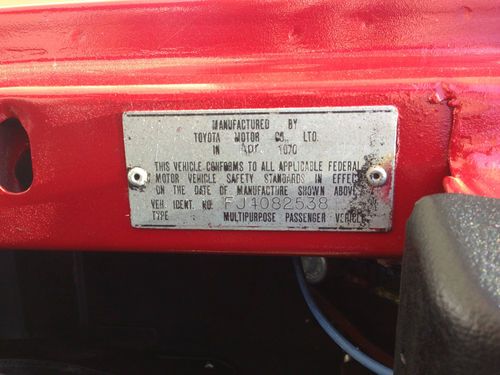 MANUFACTURED BY
TOYOTA MOTOR CO., LTD.
IN APR. 1970
THIS VEHICLE CONFORMS TO ALL APPLICABLE FEDERAL
MOTOR VEHICLE SAFETY STANDARDS IN EFFECT
ON THE DATE OF MANUFACTURE SHOWN ABOVE
VEH. IDENT. NO. FJ4082538
TYPE MULTIPURPOSE PASSENGER VEHICLE